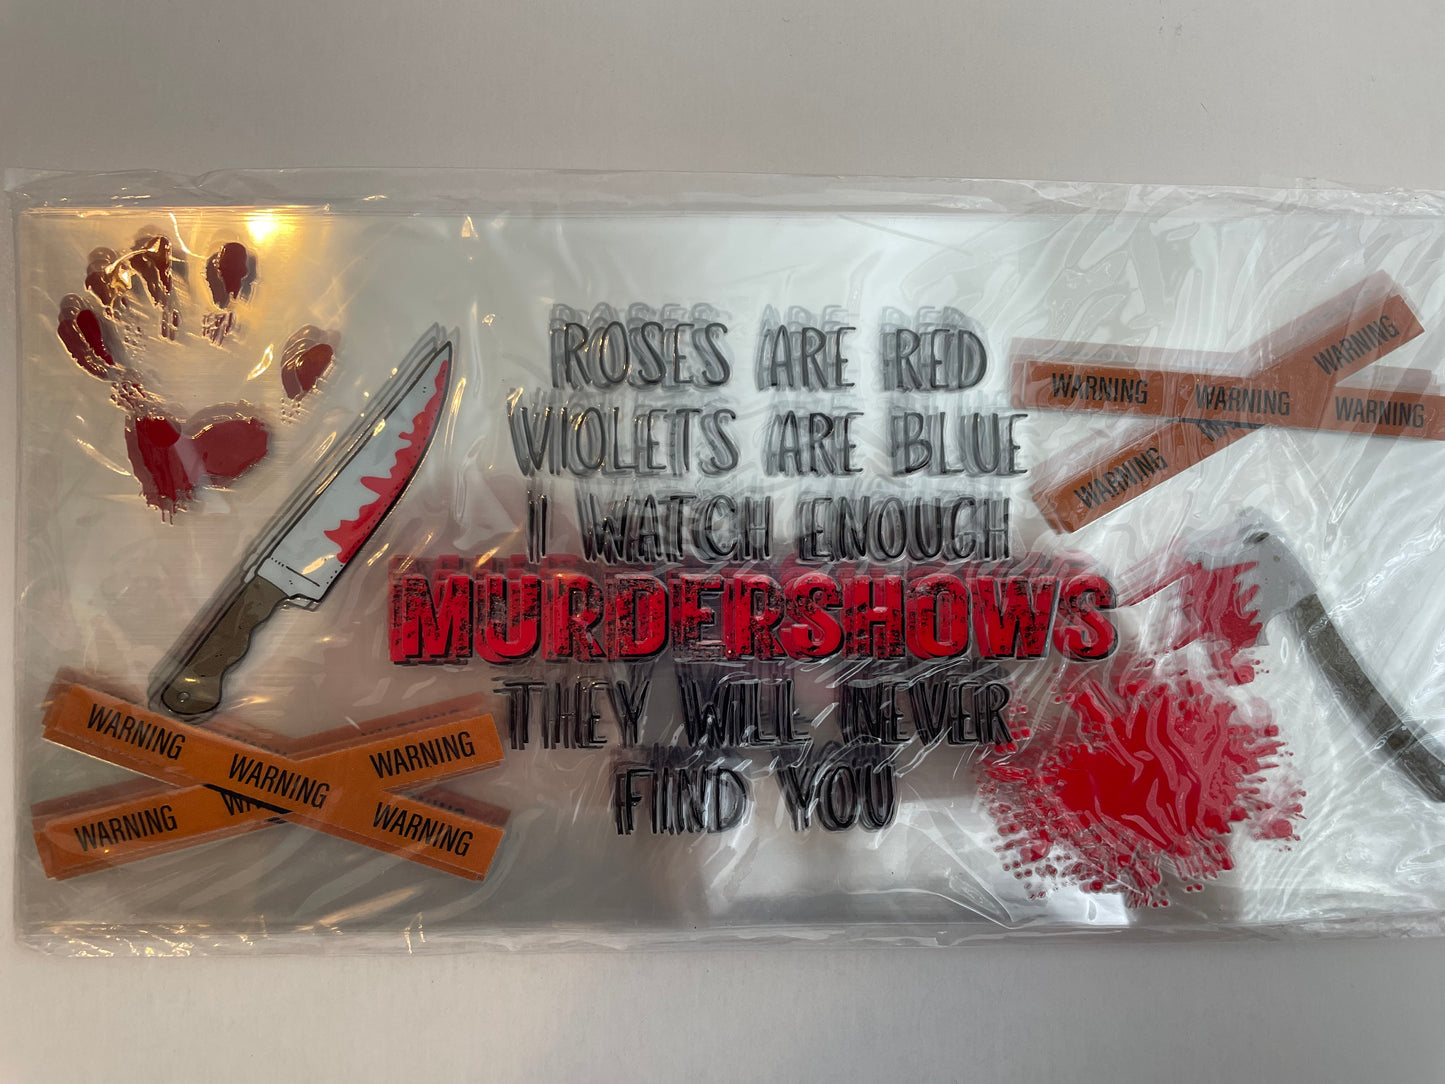 ROSES ARE RED
VIOLETS ARE BLUE
I WATCH ENOUGH
MURDERSHOWS
THEY WILL NEVER
FIND YOU
WARNING WARNING WARNING
WARNING WARNING
WARNING WARNING WARNING
WARNING